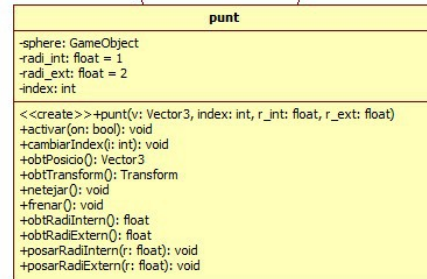 punt
-sphere: GameObject
-radi_int: float = 1
-radi_ext: float = 2
-index: int
<<create>>+punt(v: Vector3, index: int, r_int: float, r_ext: float)
+activar(on: bool): void
+cambiarIndex(i: int): void
+obtPosicio(): Vector3
+obtTransform(): Transform
+netejar(): void
+frenar(): void
+obtRadiIntern(): float
+obtRadiExtern(): float
+posarRadiIntern(r: float): void
+posarRadiExtern(r: float): void